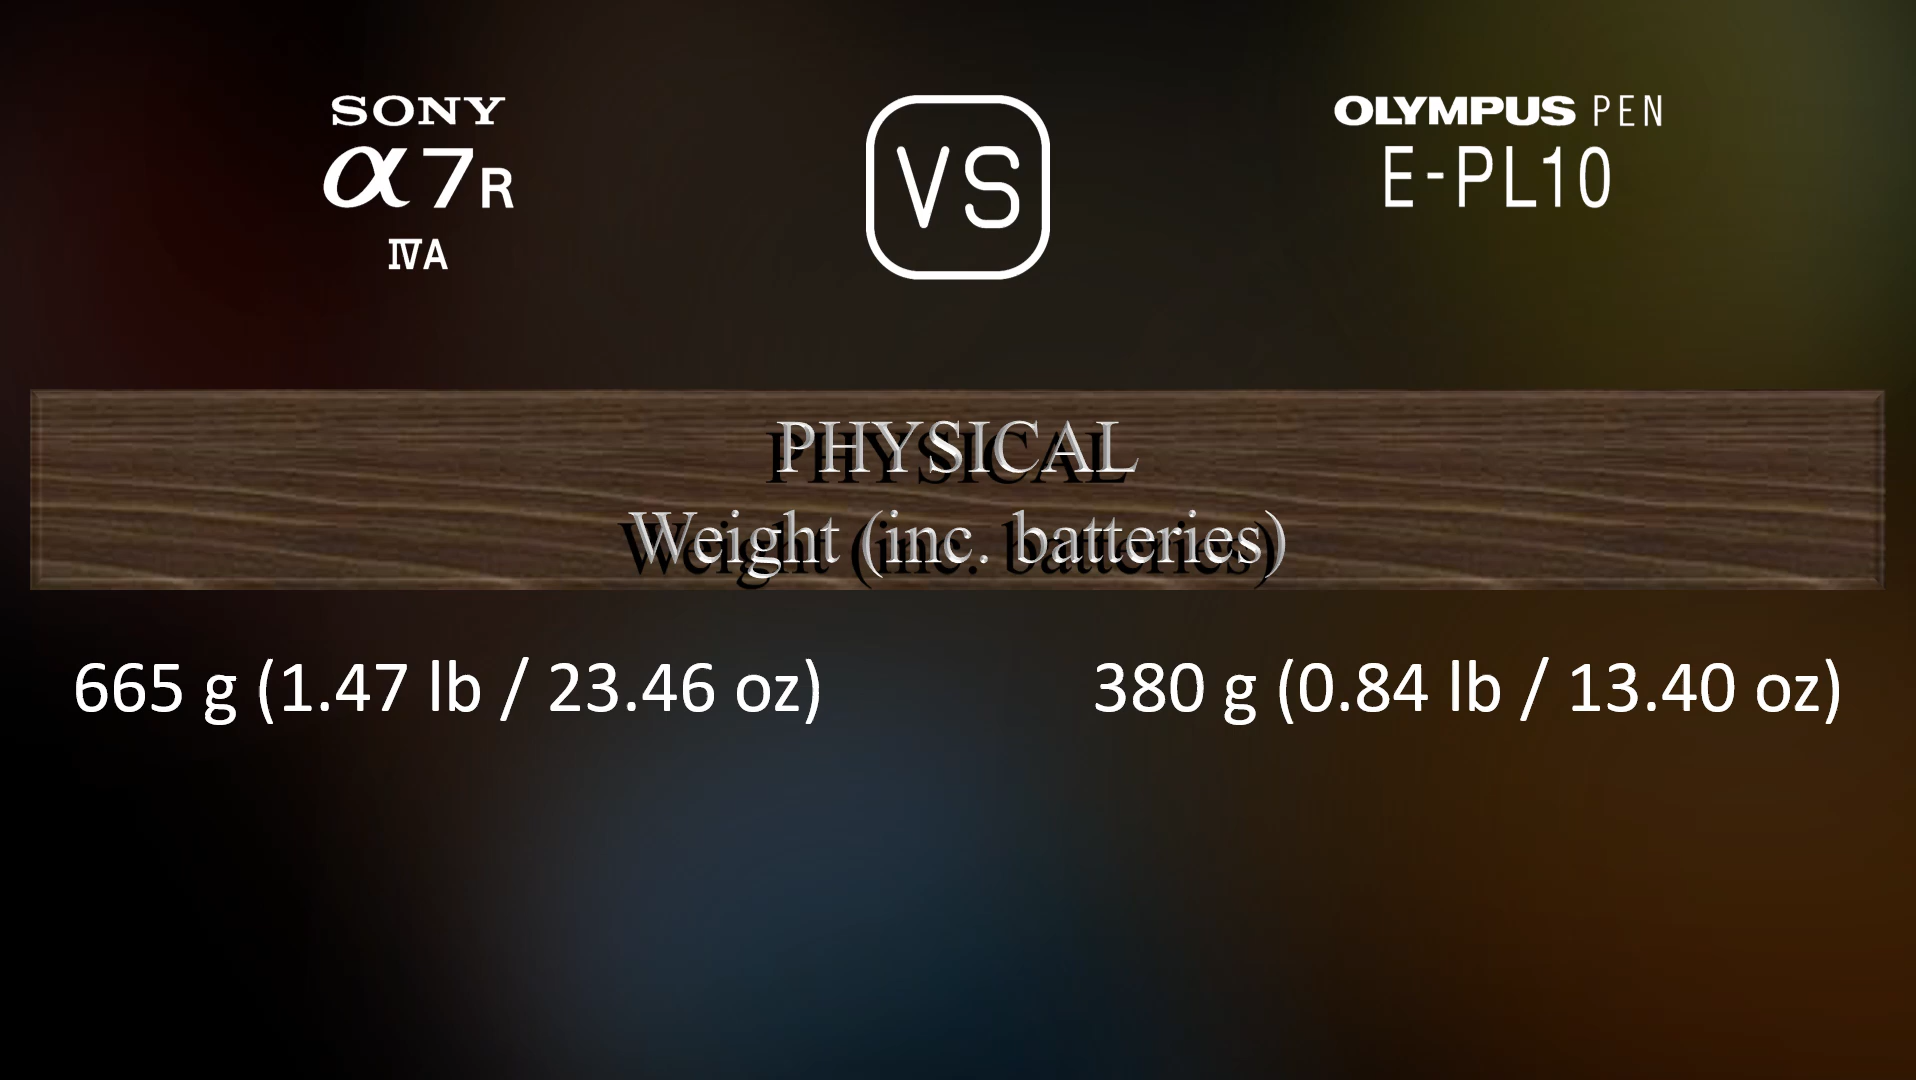 SONY
α7R
IVA
VS
OLYMPUS PEN
E-PL10
PHYSICAL
Weight (inc. batteries)
665 g (1.47 lb / 23.46 oz)
380 g (0.84 lb / 13.40 oz)